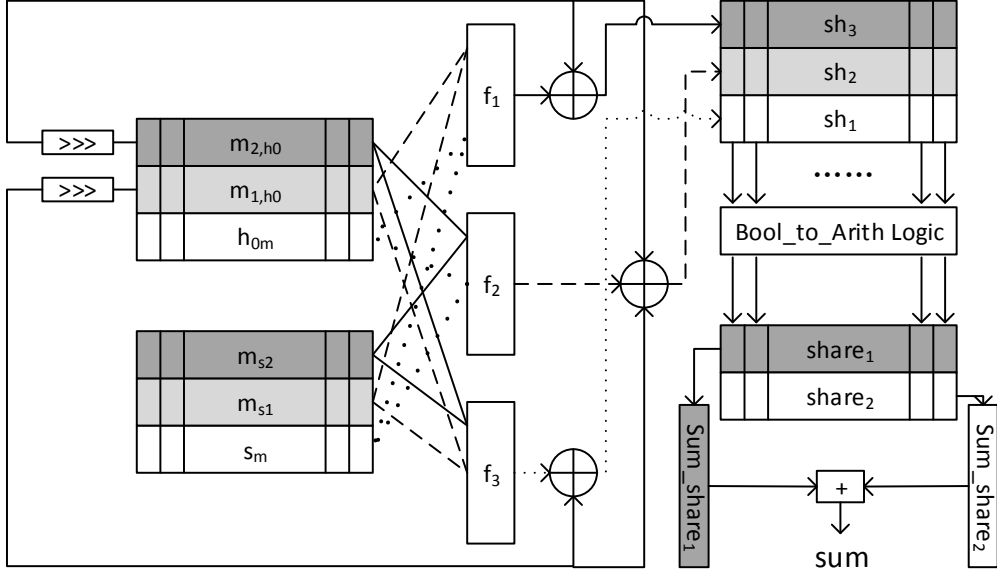 >>>
>>>
m2,h0
m1,h0
h0m
ms2
ms1
sm
f1
f2
f3
sh3
sh2
sh1
......
Bool_to_Arith Logic
share1
share2
Sum_share1
Sum_share2
+
sum